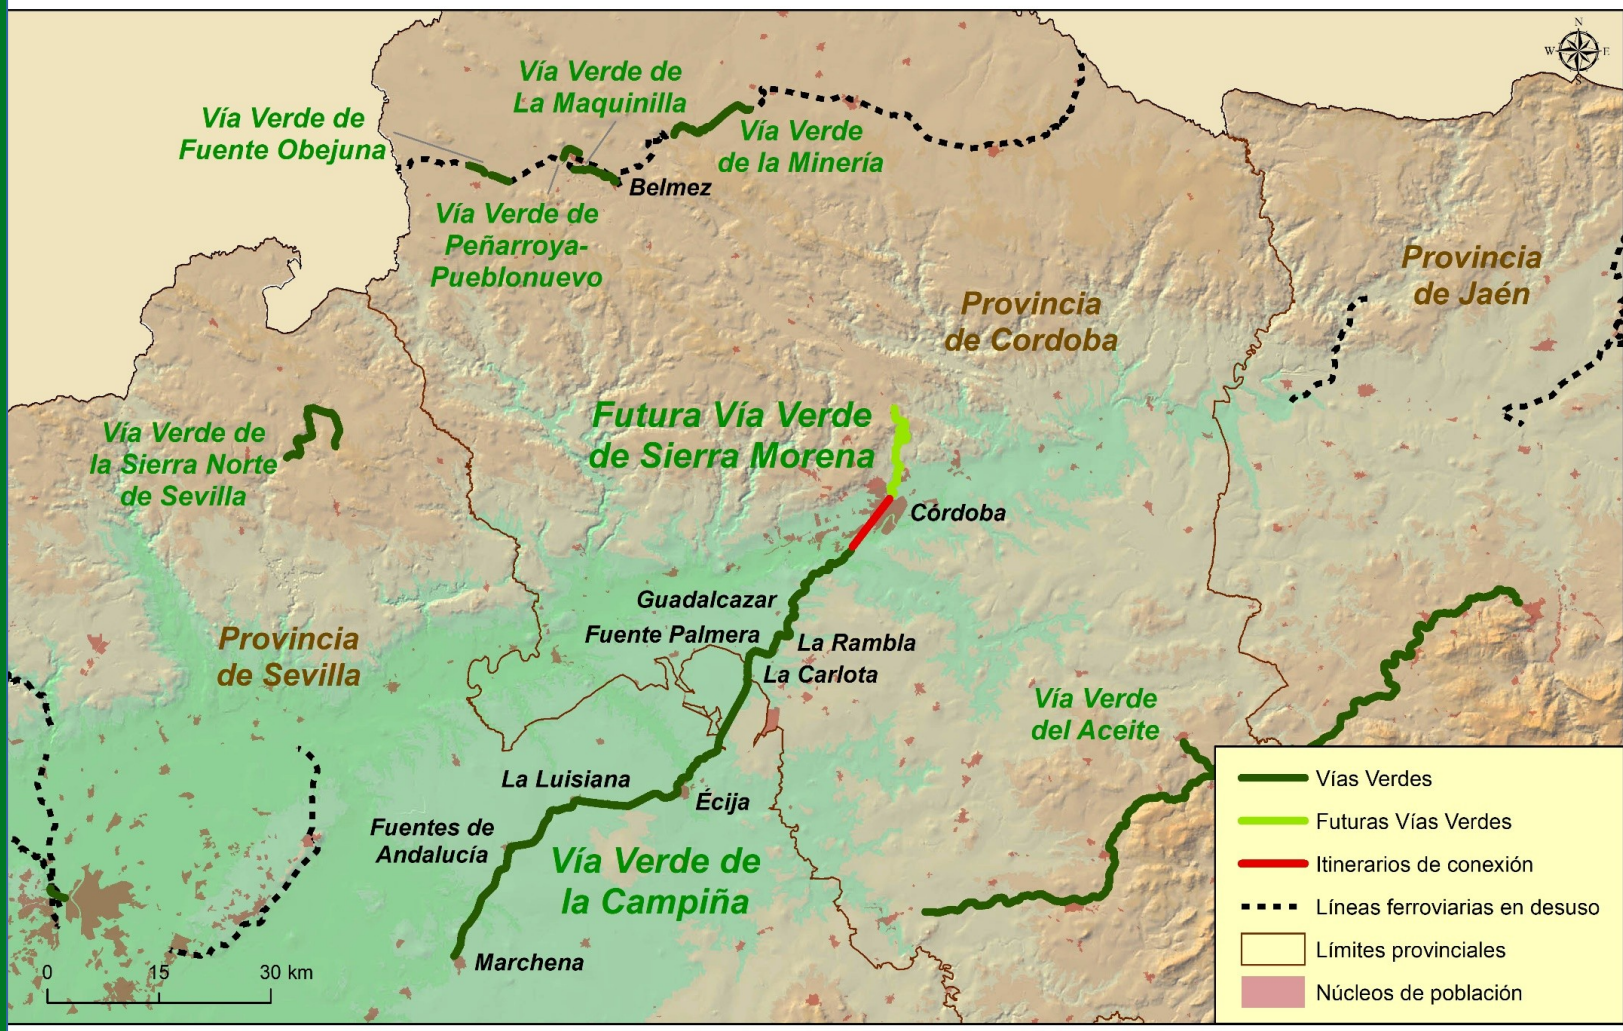 N
W
E
S
Vía Verde de
La Maquinilla
Vía Verde de
Fuente Obejuna
Vía Verde
de la Minería
Belmez
Vía Verde de
Peñarroya-
Pueblonuevo
Provincia
de Jaén
Provincia
de Cordoba
Futura Vía Verde
de Sierra Morena
Vía Verde de
la Sierra Norte
de Sevilla
Córdoba
Guadalcazar
Fuente Palmera
La Rambla
La Carlota
Provincia
de Sevilla
Vía Verde
del Aceite
La Luisiana
Écija
Fuentes de
Andalucía
Vía Verde de
la Campiña
Marchena
0 15 30 km
Vías Verdes
Futuras Vías Verdes
Itinerarios de conexión
Líneas ferroviarias en desuso
Límites provinciales
Núcleos de población